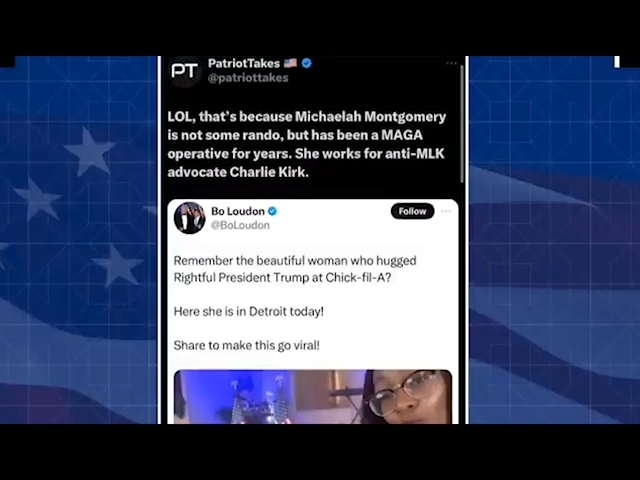 PT
PatriotTakes 🇺🇸
@patriottakes
LOL, that's because Michaelah Montgomery
is not some rando, but has been a MAGA
operative for years. She works for anti-MLK
advocate Charlie Kirk.
Bo Loudon
@BoLoudon
Follow
Remember the beautiful woman who hugged
Rightful President Trump at Chick-fil-A?
Here she is in Detroit today!
Share to make this go viral!